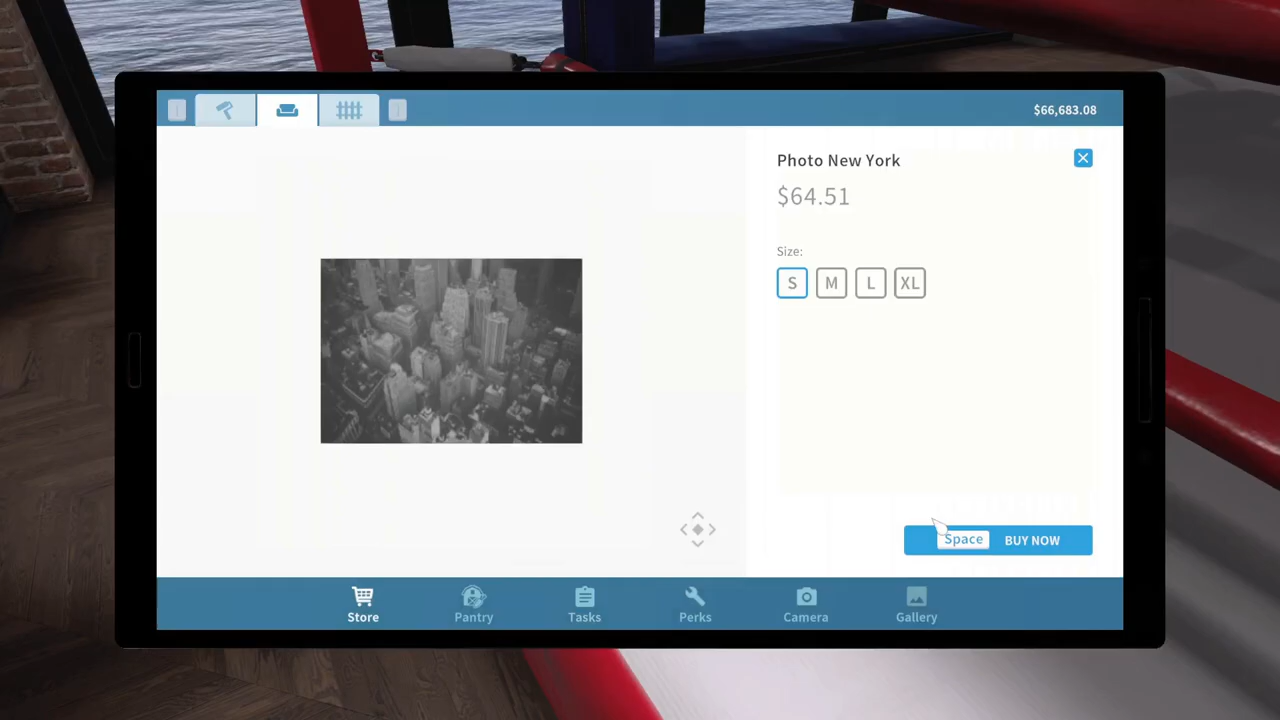 $66,683.08
Photo New York
$64.51
Size:
S M L XL
Space BUY NOW
Store Pantry Tasks Perks Camera Gallery